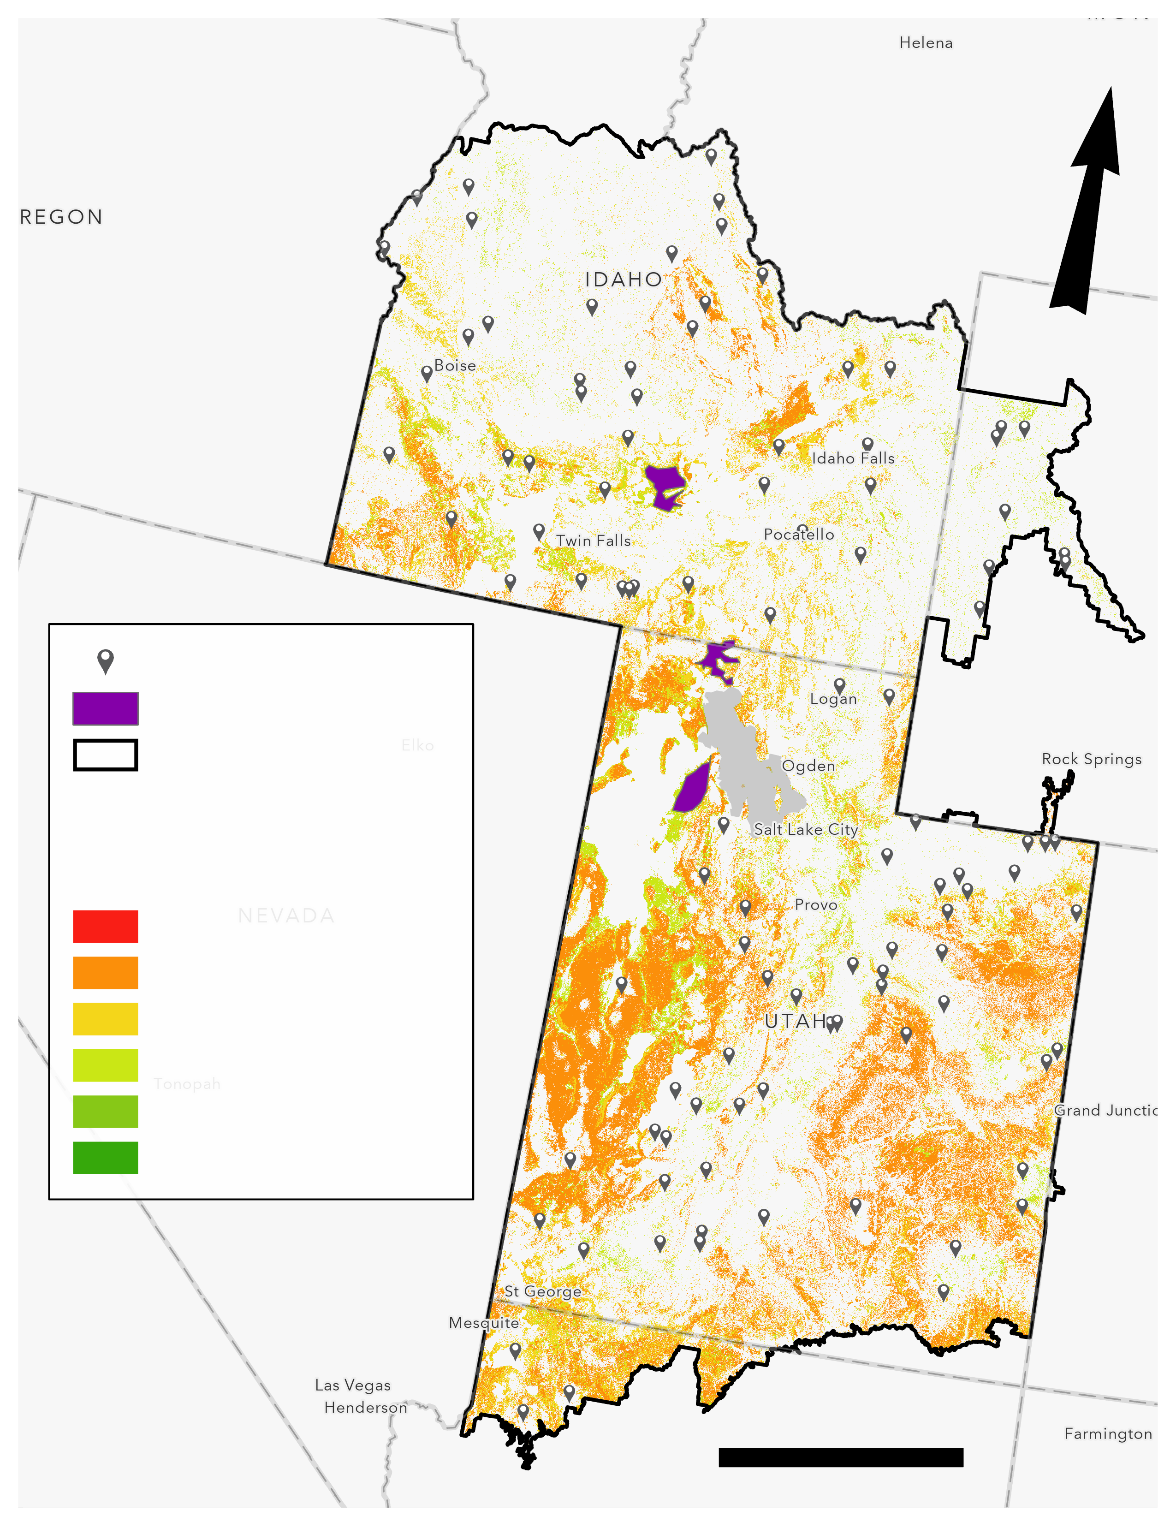 Helena
REGON
IDAHO
Boise
Idaho Falls
Twin Falls
Pocatello
Logan
Elko
Rock Springs
Ogden
Salt Lake City
Provo
NEVADA
UTAH
Tonopah
Grand Junctio
St George
Mesquite
Las Vegas
Henderson
Farmington